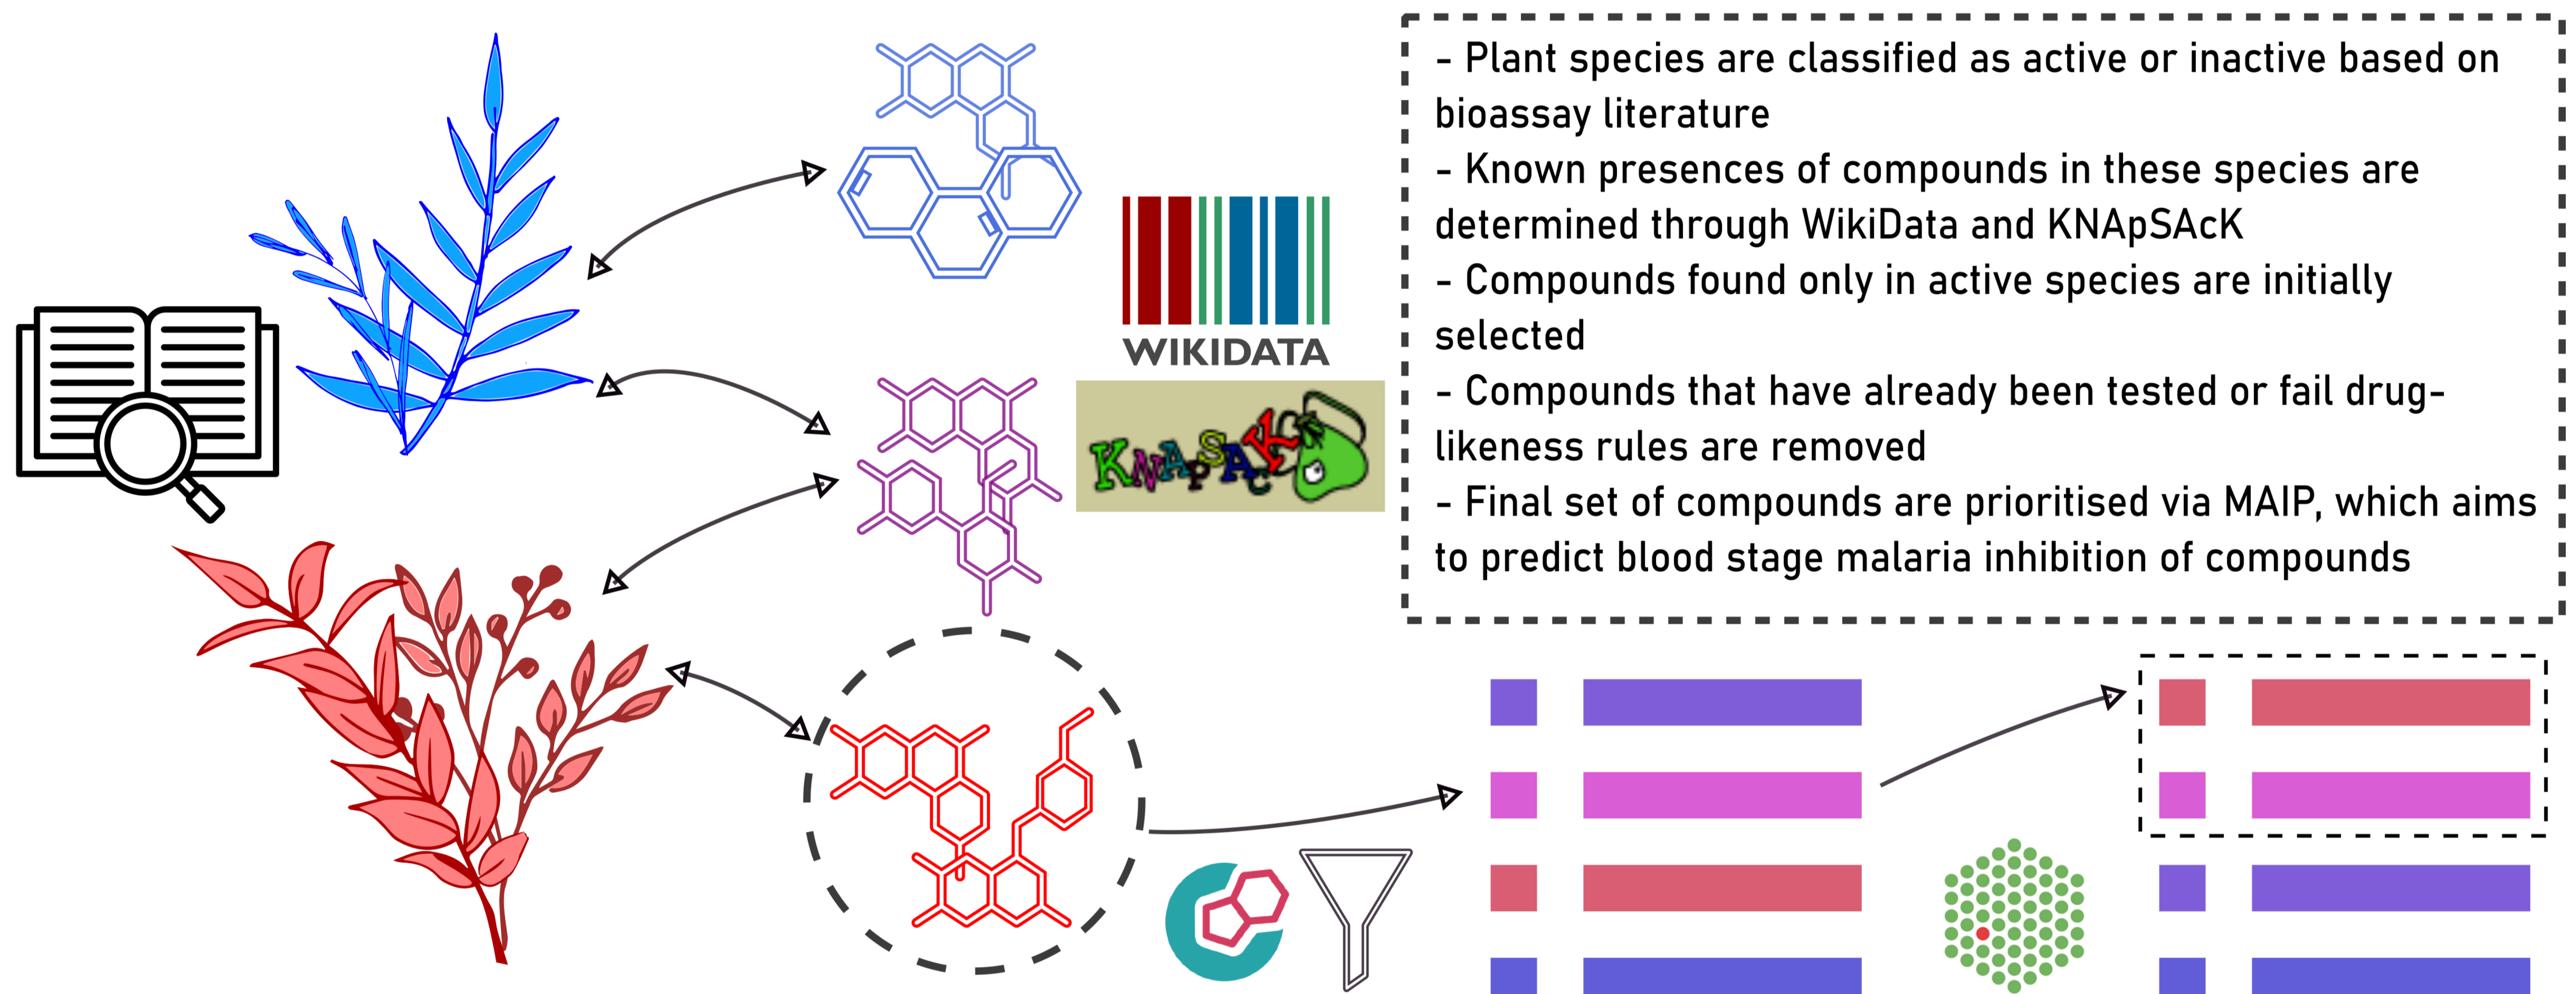 - Plant species are classified as active or inactive based on
bioassay literature
- Known presences of compounds in these species are
determined through WikiData and KNApSAcK
- Compounds found only in active species are initially
selected
- Compounds that have already been tested or fail drug-
likeness rules are removed
- Final set of compounds are prioritised via MAIP, which aims
to predict blood stage malaria inhibition of compounds
WIKIDATA
KNApSAcK